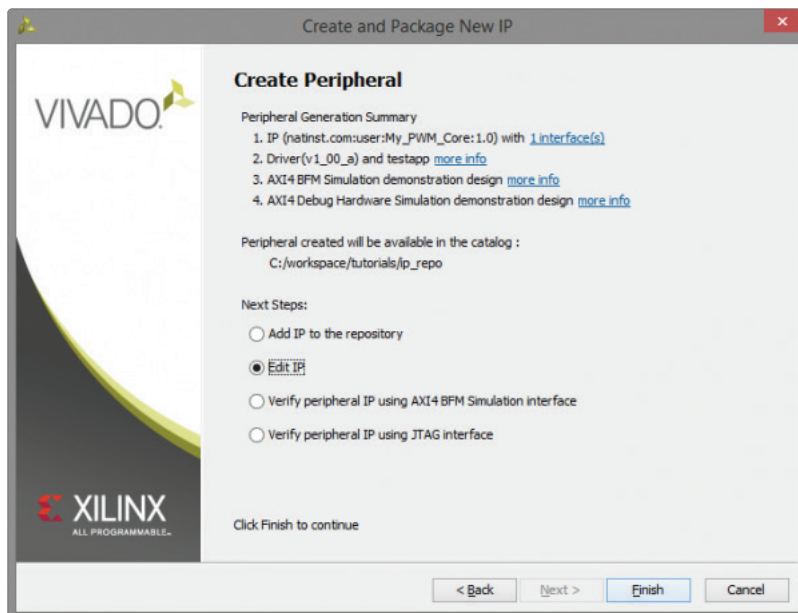 Create and Package New IP
VIVADO.
Create Peripheral
Peripheral Generation Summary
1. IP (natinst.com:user:My_PWM_Core:1.0) with 1 interface(s)
2. Driver(v1_00_a) and testapp more info
3. AXI4 BFM Simulation demonstration design more info
4. AXI4 Debug Hardware Simulation demonstration design more info
Peripheral created will be available in the catalog :
C:/workspace/tutorials/ip_repo
Next Steps:
Add IP to the repository
Edit IP
Verify peripheral IP using AXI4 BFM Simulation interface
Verify peripheral IP using JTAG interface
XILINX
ALL PROGRAMMABLE™
Click Finish to continue
< Back Next > Finish Cancel